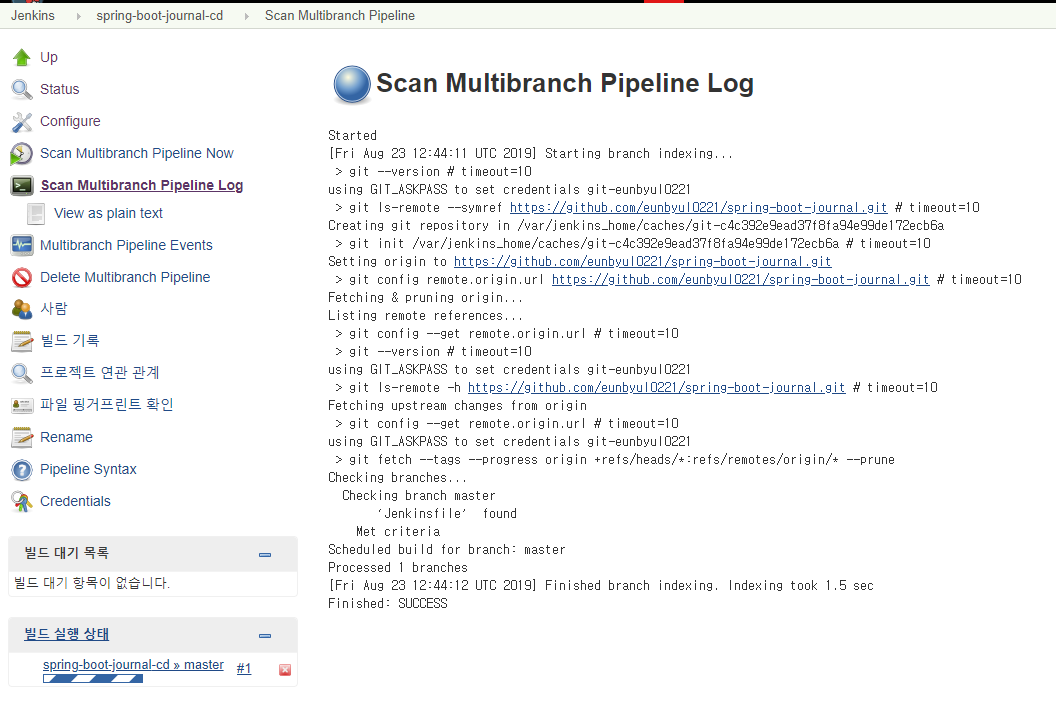 Jenkins spring-boot-journal-cd Scan Multibranch Pipeline
Up
Status
Configure
Scan Multibranch Pipeline Now
Scan Multibranch Pipeline Log
View as plain text
Multibranch Pipeline Events
Delete Multibranch Pipeline
사람
빌드 기록
프로젝트 연관 관계
파일 핑거프린트 확인
Rename
Pipeline Syntax
Credentials
빌드 대기 목록
빌드 대기 항목이 없습니다.
빌드 실행 상태
spring-boot-journal-cd » master #1
Scan Multibranch Pipeline Log
Started
[Fri Aug 23 12:44:11 UTC 2019] Starting branch indexing...
> git --version # timeout=10
using GIT_ASKPASS to set credentials git-eunbyul0221
> git ls-remote --symref https://github.com/eunbyul0221/spring-boot-journal.git # timeout=10
Creating git repository in /var/jenkins_home/caches/git-c4c392e9ead37f8fa94e99de172ecb6a
> git init /var/jenkins_home/caches/git-c4c392e9ead37f8fa94e99de172ecb6a # timeout=10
Setting origin to https://github.com/eunbyul0221/spring-boot-journal.git
> git config remote.origin.url https://github.com/eunbyul0221/spring-boot-journal.git # timeout=10
Fetching & pruning origin...
Listing remote references...
> git config --get remote.origin.url # timeout=10
> git --version # timeout=10
using GIT_ASKPASS to set credentials git-eunbyul0221
> git ls-remote -h https://github.com/eunbyul0221/spring-boot-journal.git # timeout=10
Fetching upstream changes from origin
> git config --get remote.origin.url # timeout=10
using GIT_ASKPASS to set credentials git-eunbyul0221
> git fetch --tags --progress origin +refs/heads/*:refs/remotes/origin/* --prune
Checking branches...
Checking branch master
‘Jenkinsfile’ found
Met criteria
Scheduled build for branch: master
Processed 1 branches
[Fri Aug 23 12:44:12 UTC 2019] Finished branch indexing. Indexing took 1.5 sec
Finished: SUCCESS